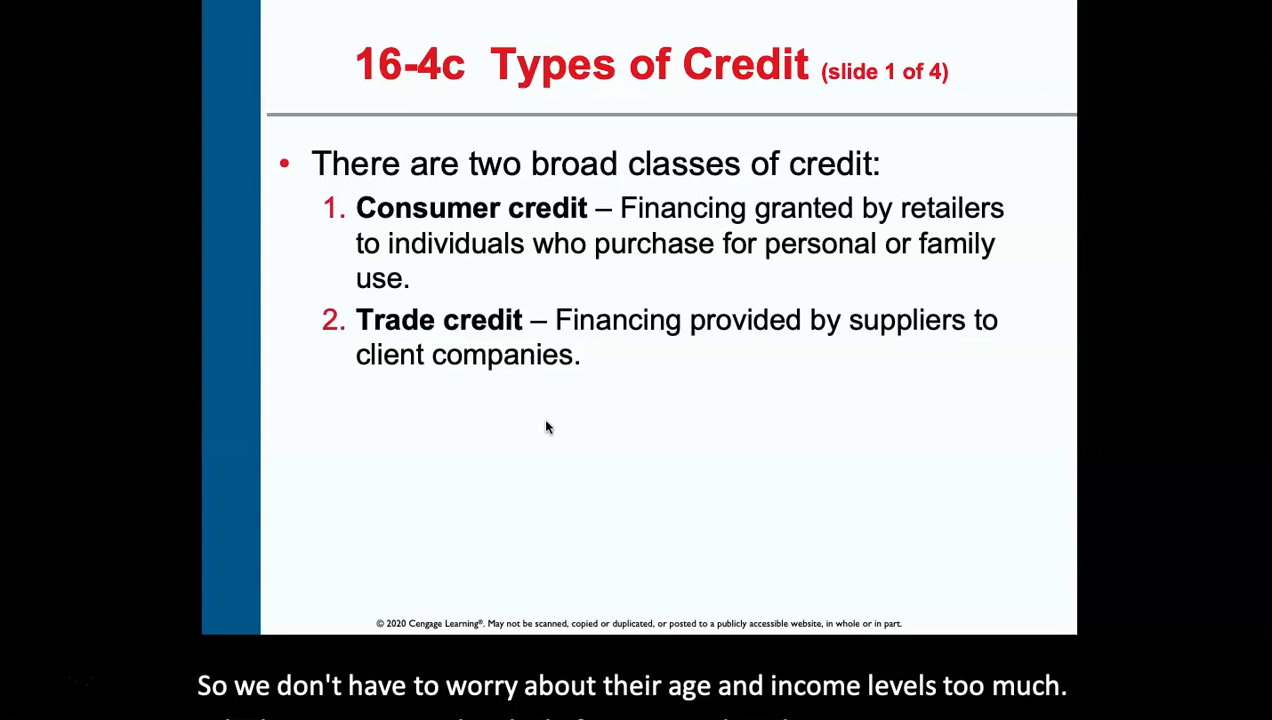 16-4c Types of Credit (slide 1 of 4)
• There are two broad classes of credit:
1. Consumer credit – Financing granted by retailers
to individuals who purchase for personal or family
use.
2. Trade credit – Financing provided by suppliers to
client companies.
© 2020 Cengage Learning®. May not be scanned, copied or duplicated, or posted to a publicly accessible website, in whole or in part.
So we don't have to worry about their age and income levels too much.